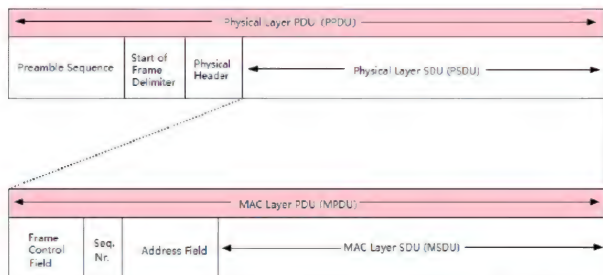 Physical Layer PDU (PPDU)
Preamble Sequence
Start of
Frame
Delimiter
Physical
Header
Physical Layer SDU (PSDU)
MAC Layer PDU (MPDU)
Frame
Control
Field
Seq.
Nr.
Address Field
MAC Layer SDU (MSDU)